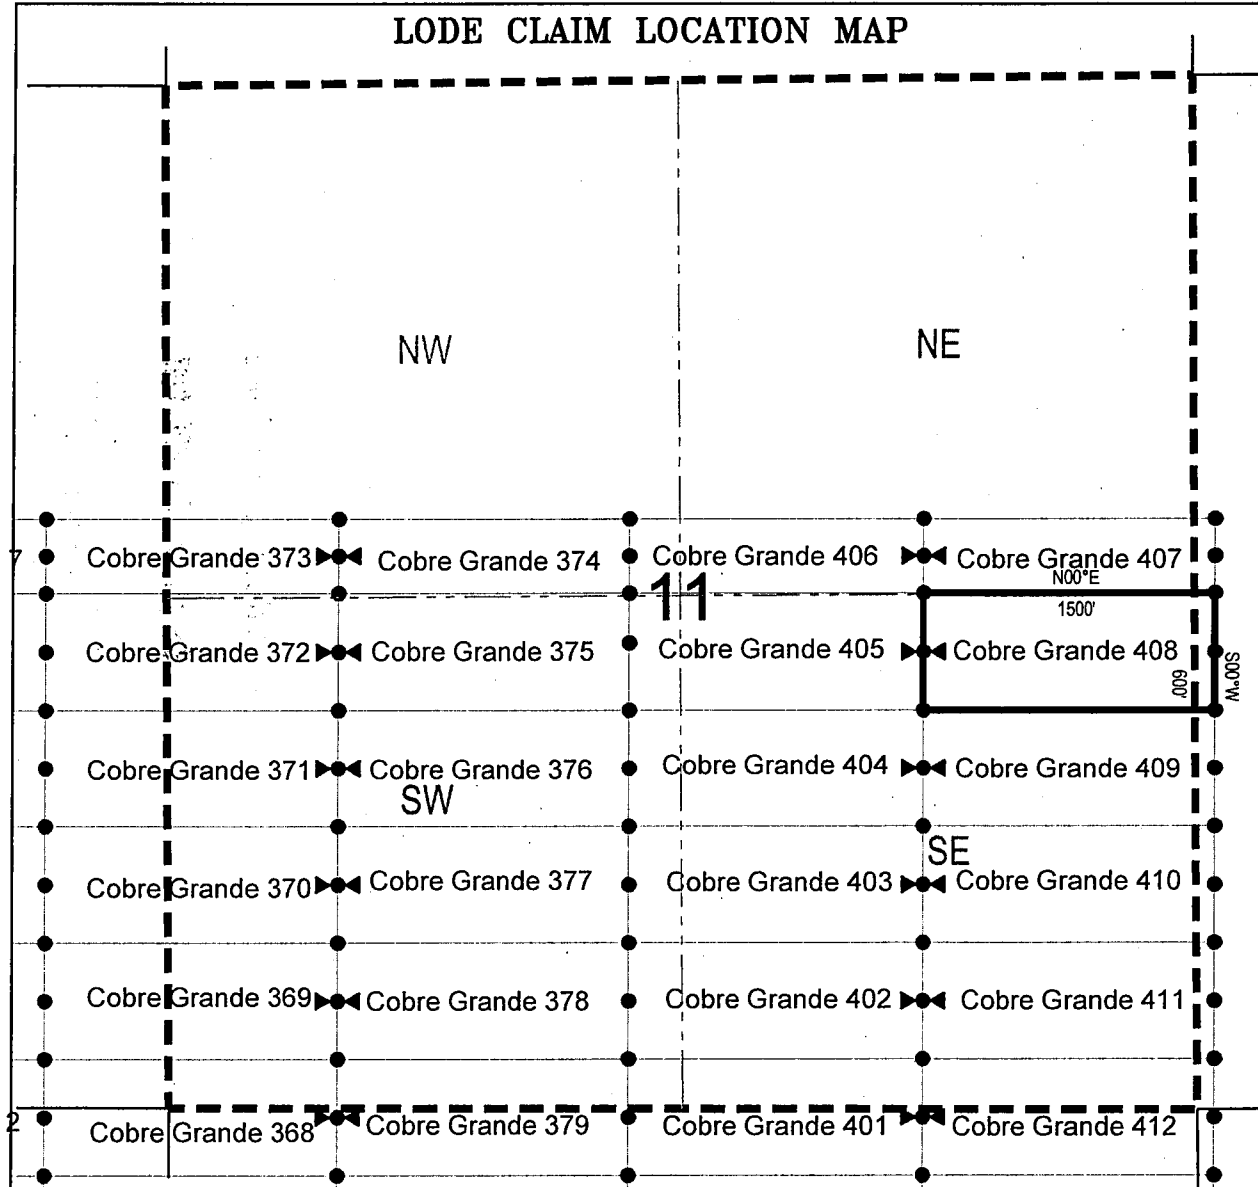 LODE CLAIM LOCATION MAP
NW
NE
7
Cobre Grande 373
Cobre Grande 374
Cobre Grande 406
Cobre Grande 407
11
N00°E
1500'
Cobre Grande 372
Cobre Grande 375
Cobre Grande 405
Cobre Grande 408
600'
S00°W
Cobre Grande 371
Cobre Grande 376
Cobre Grande 404
Cobre Grande 409
SW
SE
Cobre Grande 370
Cobre Grande 377
Cobre Grande 403
Cobre Grande 410
Cobre Grande 369
Cobre Grande 378
Cobre Grande 402
Cobre Grande 411
2
Cobre Grande 368
Cobre Grande 379
Cobre Grande 401
Cobre Grande 412